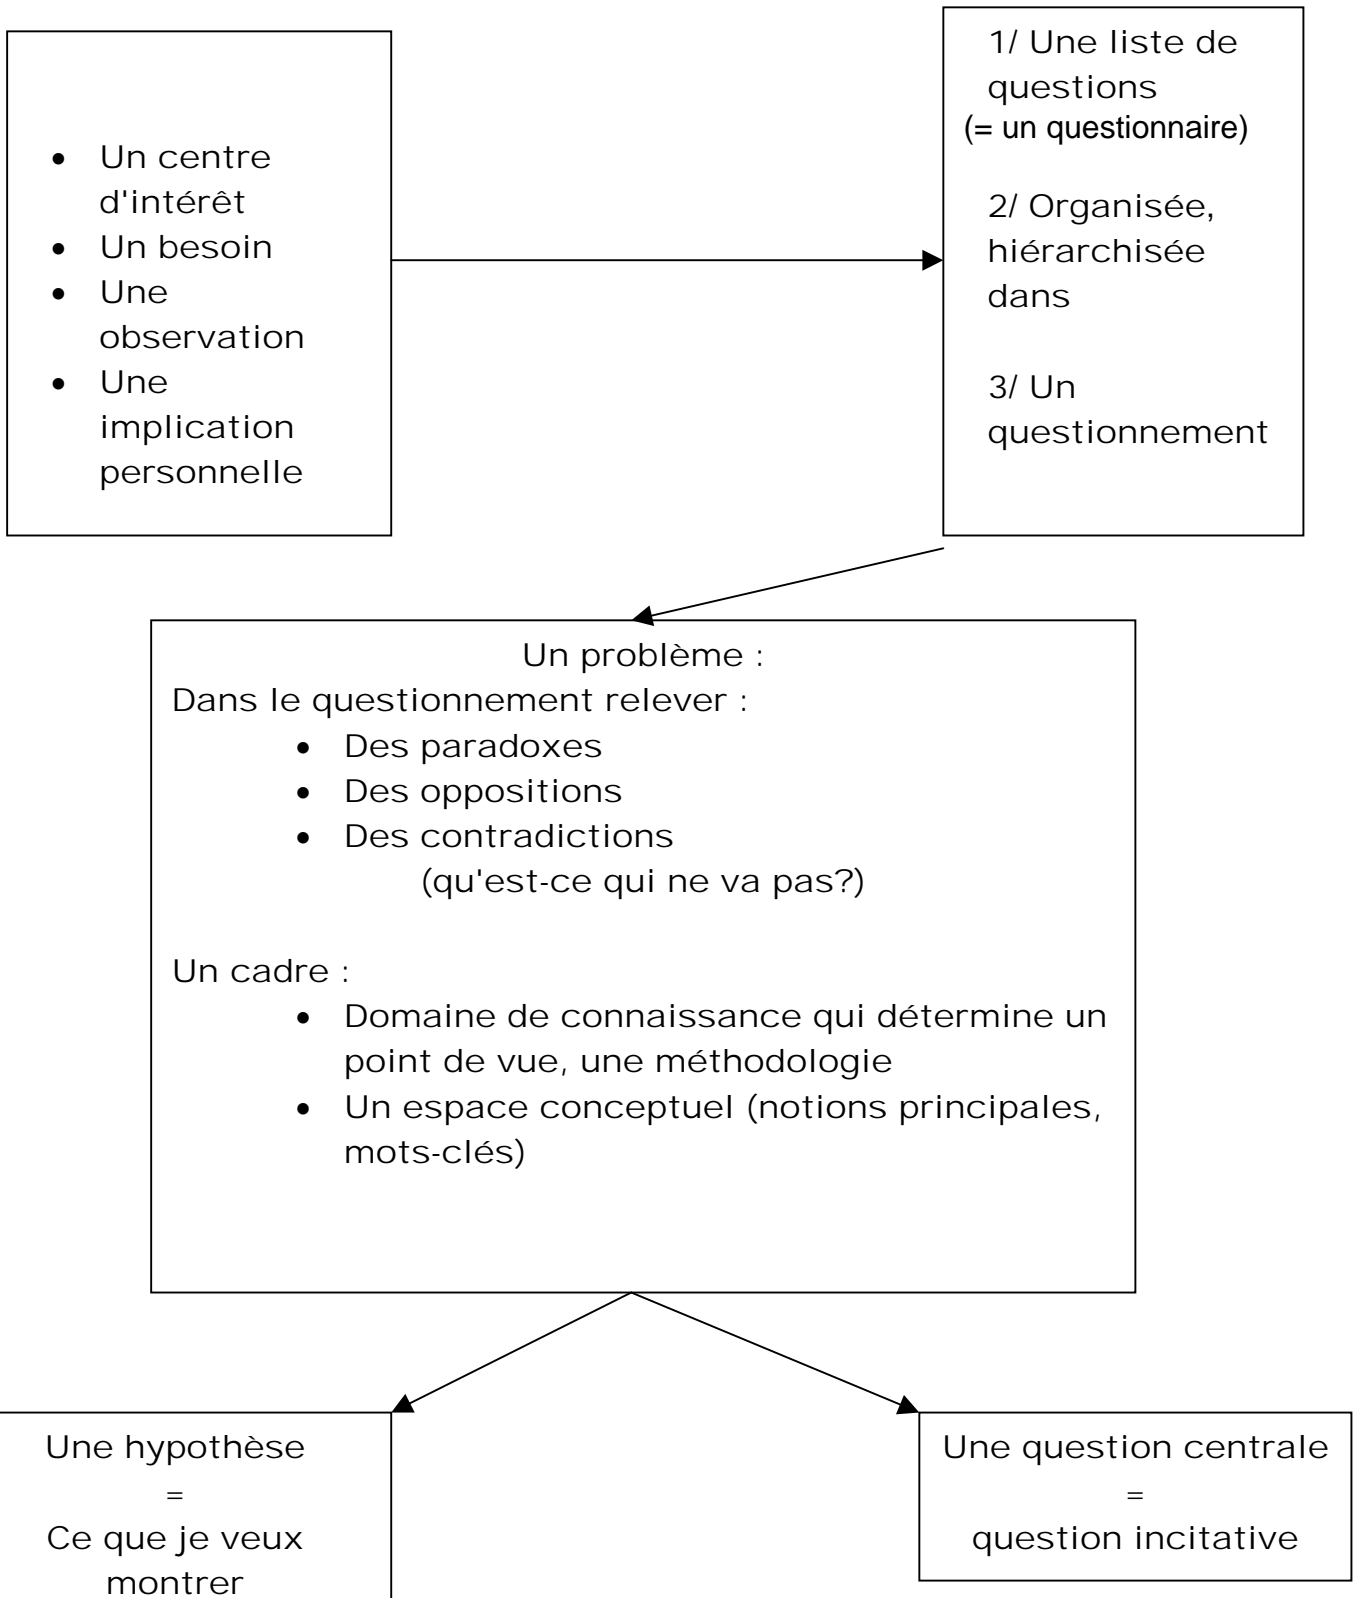 • Un centre
d'intérêt
• Un besoin
• Une
observation
• Une
implication
personnelle
1/ Une liste de
questions
(= un questionnaire)
2/ Organisée,
hiérarchisée
dans
3/ Un
questionnement
Un problème :
Dans le questionnement relever :
• Des paradoxes
• Des oppositions
• Des contradictions
(qu'est-ce qui ne va pas?)
Un cadre :
• Domaine de connaissance qui détermine un
point de vue, une méthodologie
• Un espace conceptuel (notions principales,
mots-clés)
Une hypothèse
=
Ce que je veux
montrer
Une question centrale
=
question incitative